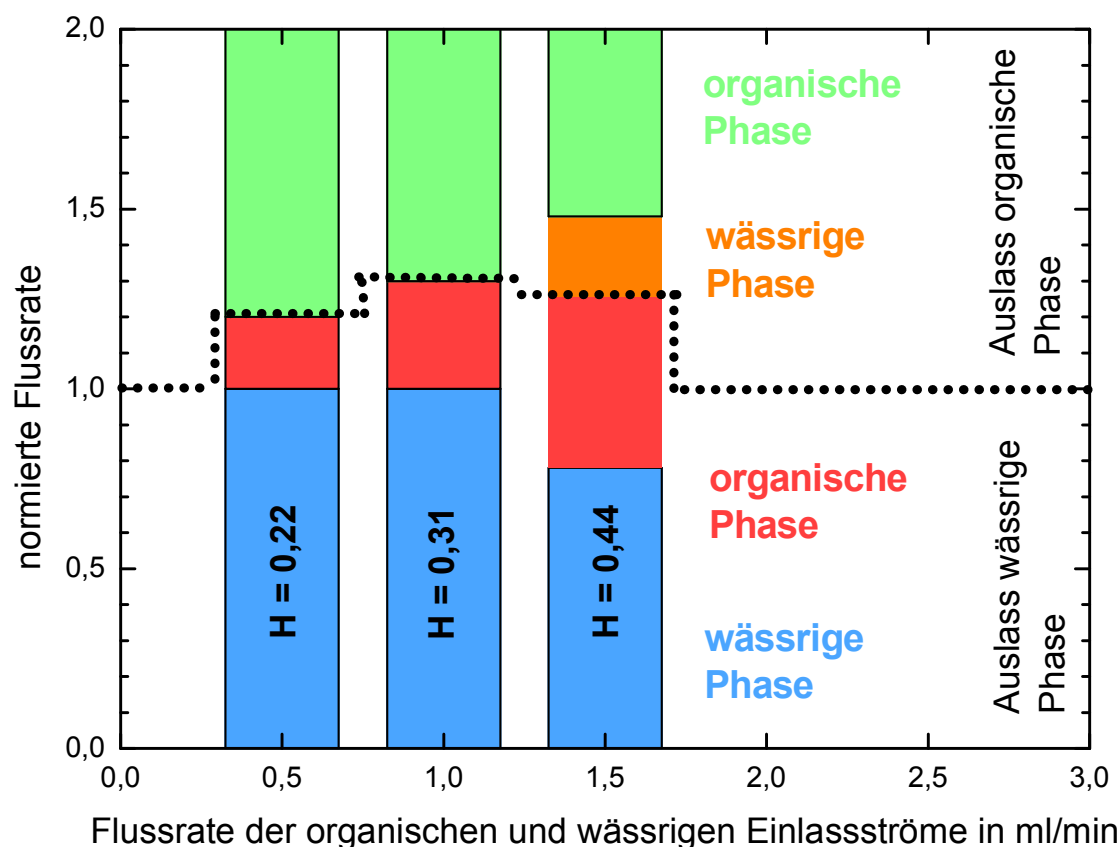 2,0
1,5
1,0
0,5
0,0
normierte Flussrate
organische
Phase
wässrige
Phase
Auslass organische
Phase
organische
Phase
wässrige
Phase
Auslass wässrige
Phase
H = 0,22
H = 0,31
H = 0,44
0,0 0,5 1,0 1,5 2,0 2,5 3,0
Flussrate der organischen und wässrigen Einlassströme in ml/min